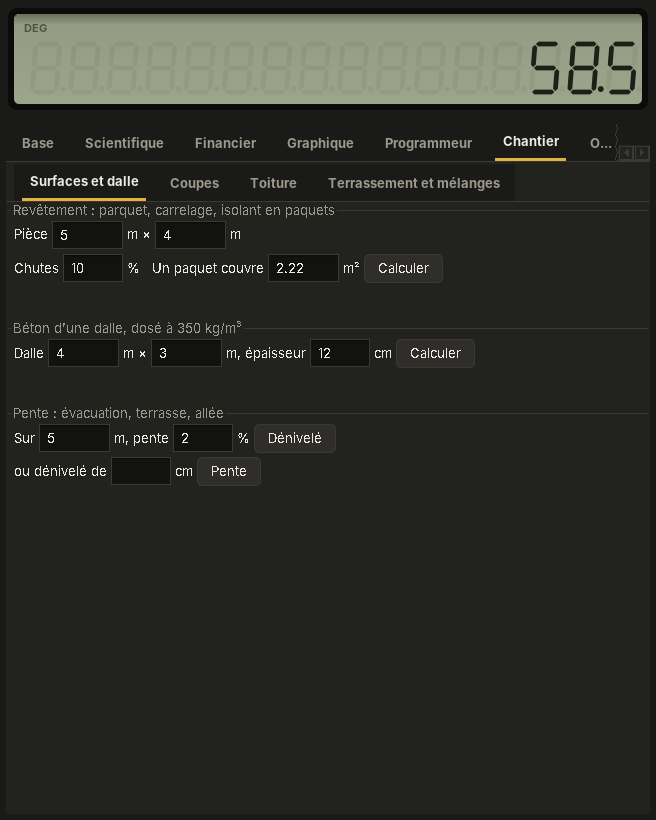 DEG
58.5
Base Scientifique Financier Graphique Programmeur Chantier O...
Surfaces et dalle Coupes Toiture Terrassement et mélanges
Revêtement : parquet, carrelage, isolant en paquets
Pièce 5 m × 4 m
Chutes 10 % Un paquet couvre 2.22 m² Calculer
Béton d'une dalle, dosé à 350 kg/m³
Dalle 4 m × 3 m, épaisseur 12 cm Calculer
Pente : évacuation, terrasse, allée
Sur 5 m, pente 2 % Dénivelé
ou dénivelé de cm Pente